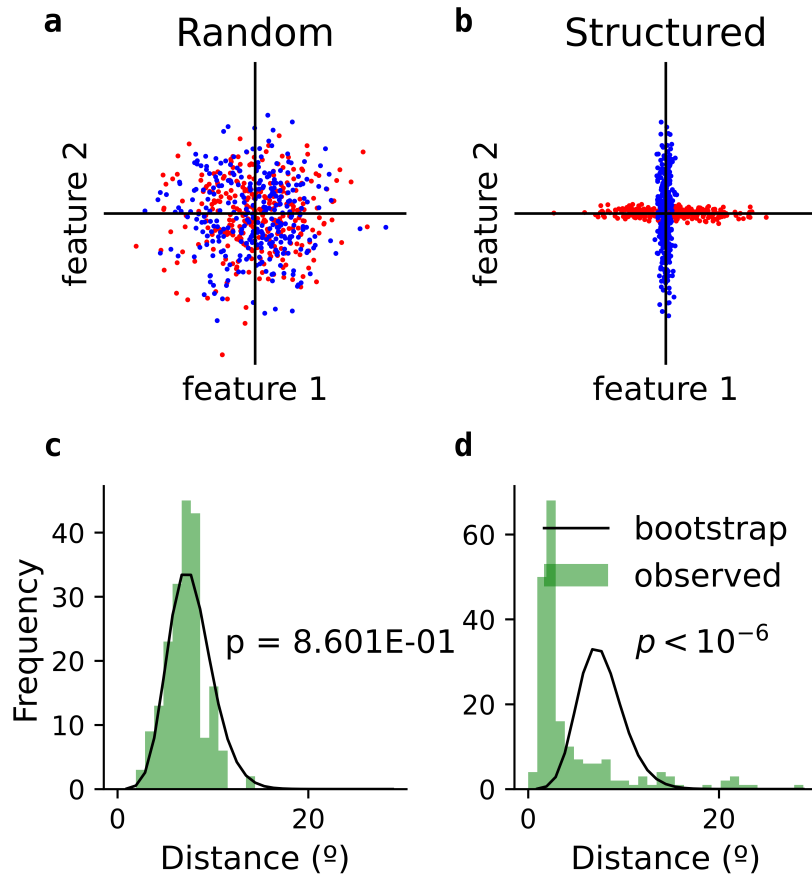 a
Random
feature 2
feature 1
b
Structured
feature 2
feature 1
c
Frequency
40
30
20
10
0
p = 8.601E-01
0
20
Distance (º)
d
60
40
20
0
bootstrap
observed
p < 10⁻⁶
0
20
Distance (º)